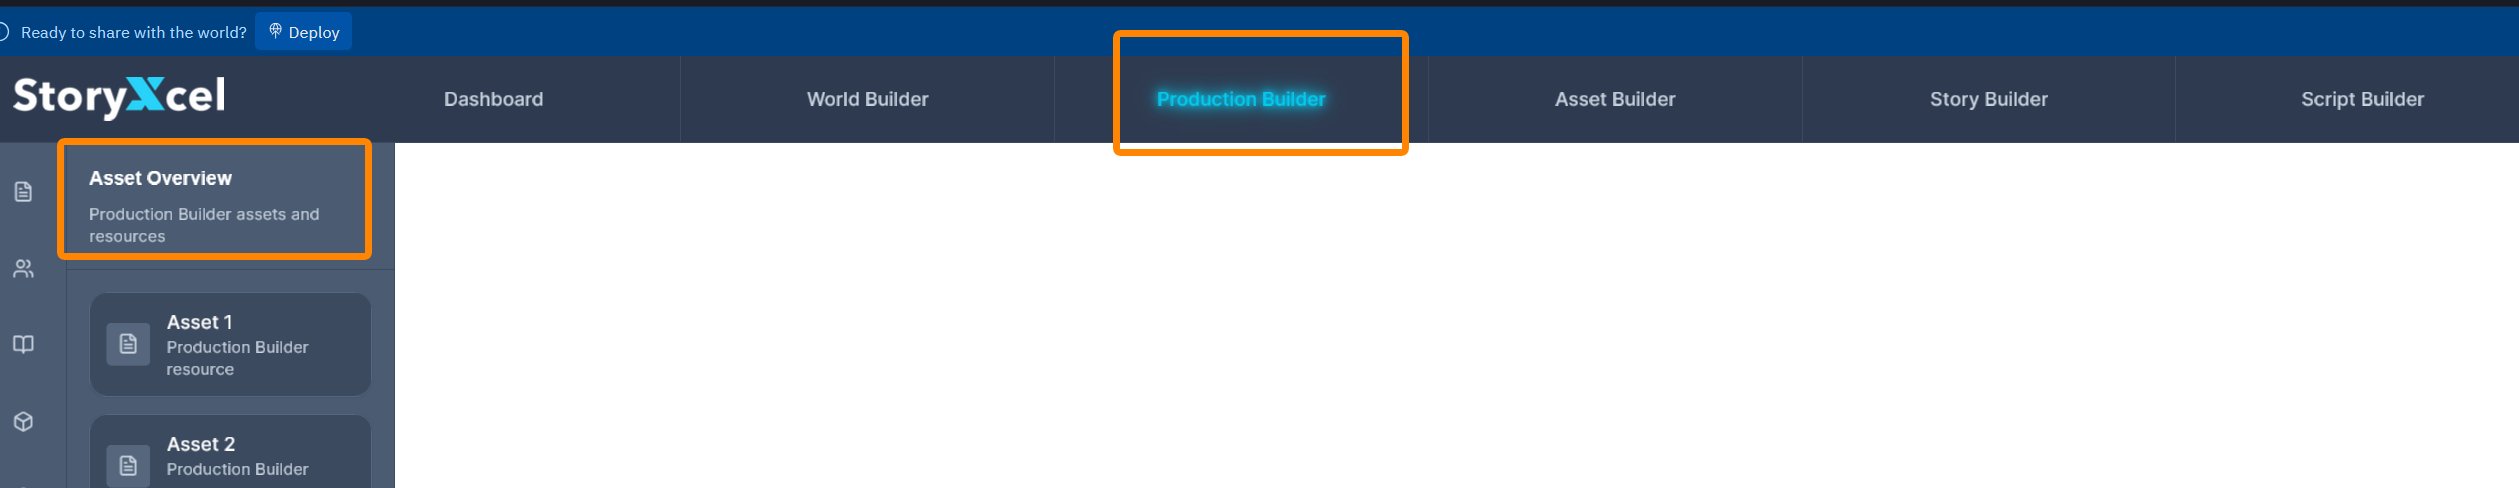 Ready to share with the world? Deploy
StoryXcel
Dashboard
World Builder
Production Builder
Asset Builder
Story Builder
Script Builder
Asset Overview
Production Builder assets and
resources
Asset 1
Production Builder
resource
Asset 2
Production Builder